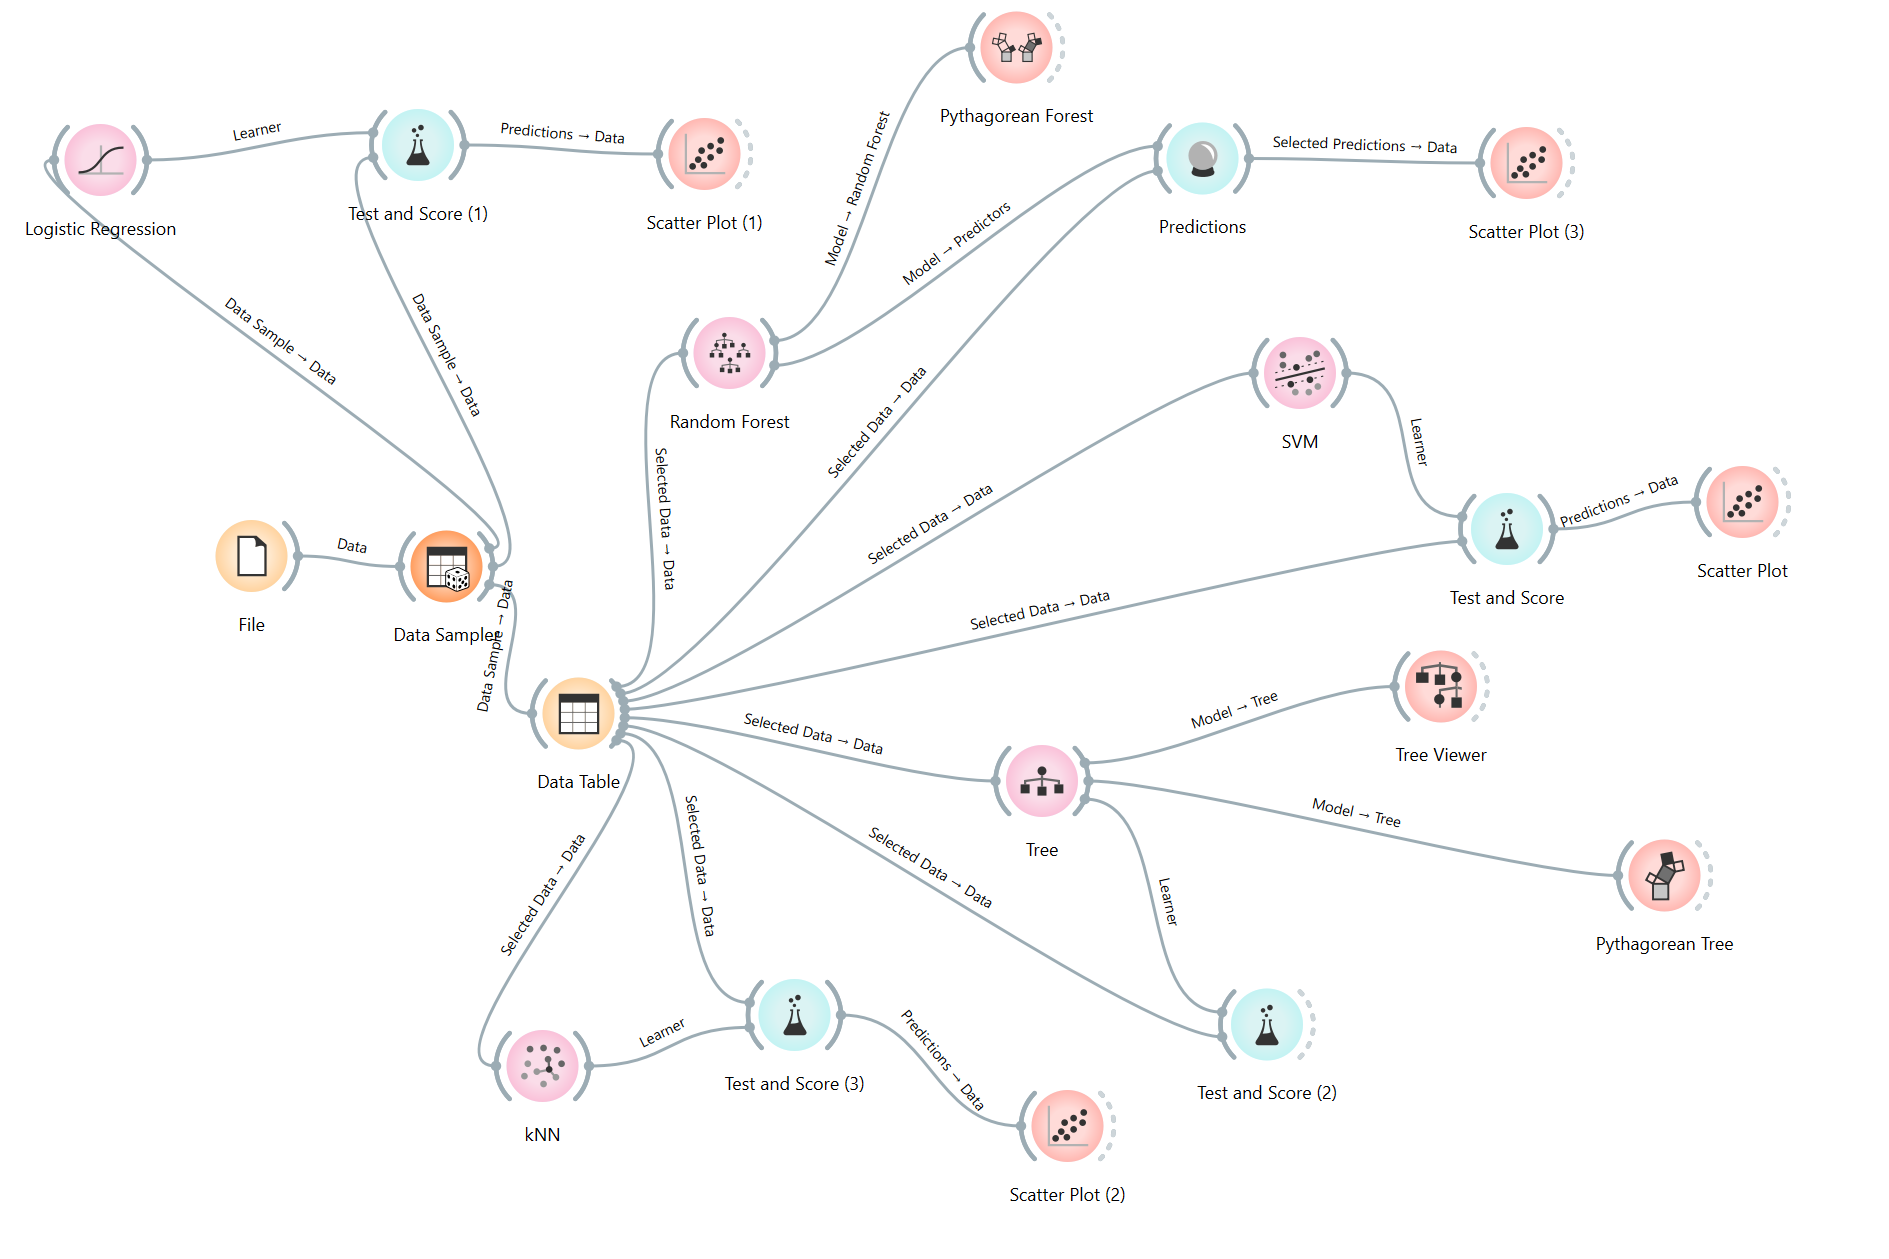 Pythagorean Forest
Learner
Predictions → Data
Selected Predictions → Data
Logistic Regression
Test and Score (1)
Scatter Plot (1)
Model → Random Forest
Model → Predictors
Predictions
Scatter Plot (3)
Data Sample → Data
Data Sample → Data
Random Forest
Selected Data → Data
Selected Data → Data
Selected Data → Data
SVM
Learner
Predictions → Data
Scatter Plot
Data
File
Data Sampler
Data Sample → Data
Selected Data → Data
Test and Score
Data Table
Selected Data → Data
Model → Tree
Tree Viewer
Tree
Model → Tree
Pythagorean Tree
Selected Data → Data
Selected Data → Data
Selected Data → Data
Learner
kNN
Learner
Test and Score (3)
Predictions → Data
Test and Score (2)
Scatter Plot (2)